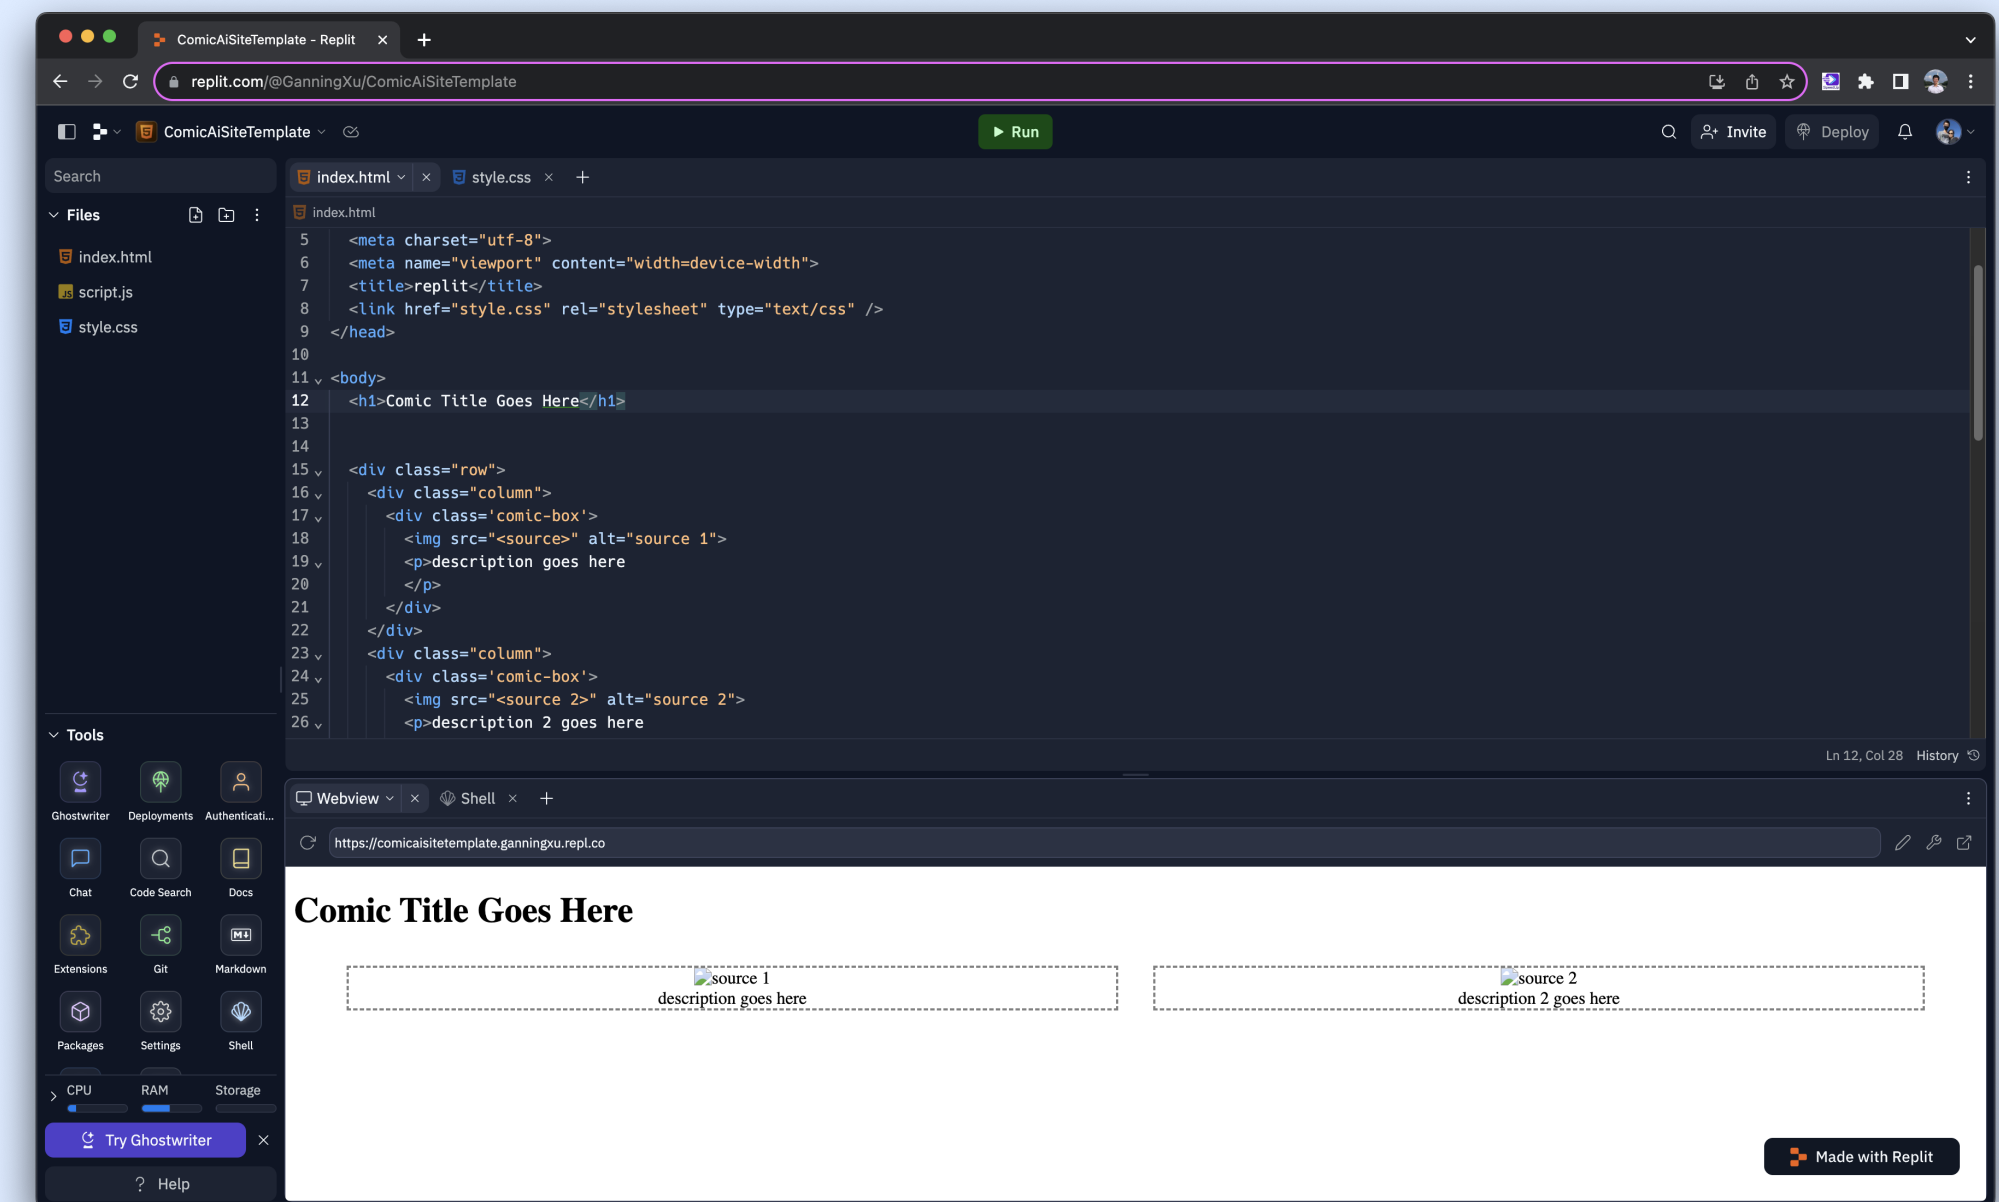 ComicAiSiteTemplate - Replit
replit.com/@GanningXu/ComicAiSiteTemplate
ComicAiSiteTemplate
Run
Invite
Deploy
Search
Files
index.html
script.js
style.css
index.html
style.css
index.html
5 <meta charset="utf-8">
6 <meta name="viewport" content="width=device-width">
7 <title>replit</title>
8 <link href="style.css" rel="stylesheet" type="text/css" />
9 </head>
10
11 <body>
12 <h1>Comic Title Goes Here</h1>
13
14
15 <div class="row">
16 <div class="column">
17 <div class='comic-box'>
18 <img src="<source>" alt="source 1">
19 <p>description goes here
20 </p>
21 </div>
22 </div>
23 <div class="column">
24 <div class='comic-box'>
25 <img src="<source 2>" alt="source 2">
26 <p>description 2 goes here
Ln 12, Col 28 History
Tools
Ghostwriter Deployments Authenticati...
Chat Code Search Docs
M↓
Extensions Git Markdown
Packages Settings Shell
CPU RAM Storage
Try Ghostwriter
? Help
Webview
Shell
https://comicaisitetemplate.ganningxu.repl.co
Comic Title Goes Here
source 1
description goes here
source 2
description 2 goes here
Made with Replit